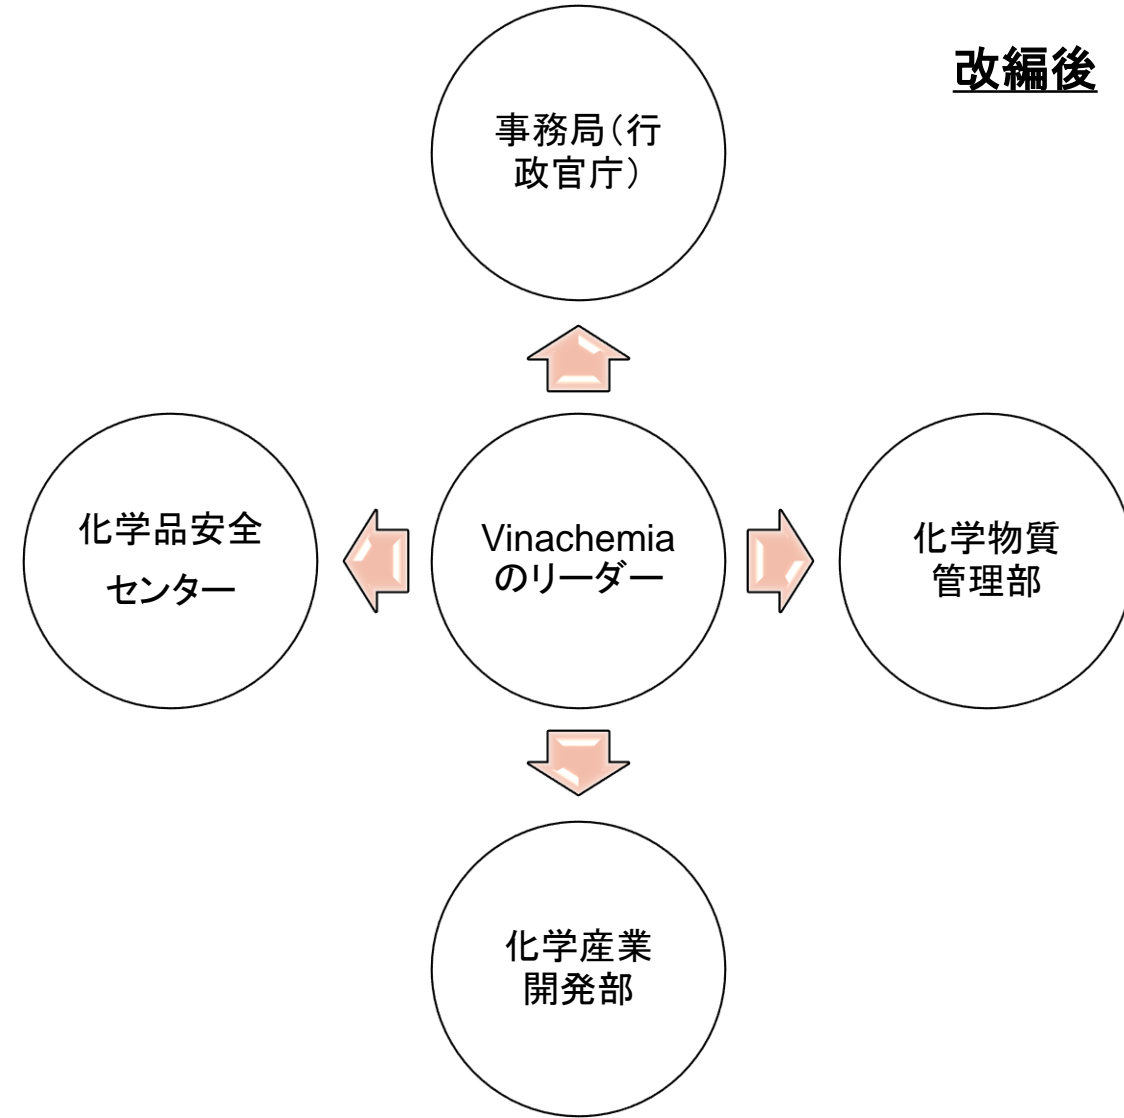 改編後
事務局（行
政官庁）
化学品安全
センター
Vinachemia
のリーダー
化学物質
管理部
化学産業
開発部